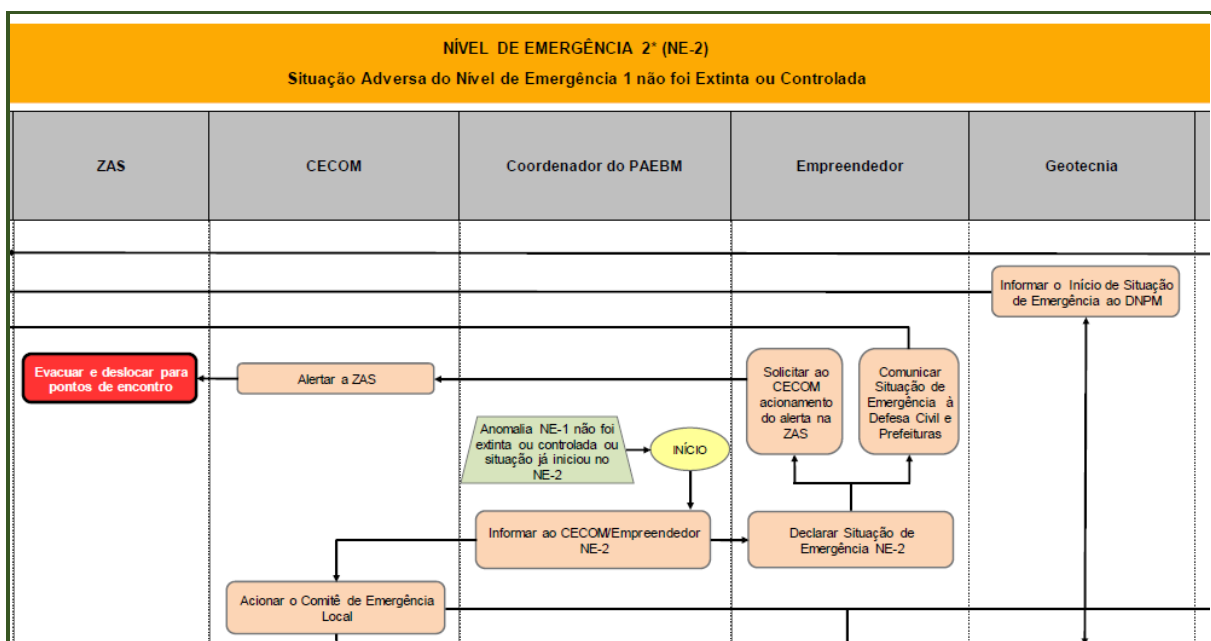 NÍVEL DE EMERGÊNCIA 2* (NE-2)
Situação Adversa do Nível de Emergência 1 não foi Extinta ou Controlada
ZAS
CECOM
Coordenador do PAEBM
Empreendedor
Geotecnia
Informar o Início de Situação
de Emergência ao DNPM
Evacuar e deslocar para
pontos de encontro
Alertar a ZAS
Solicitar ao
CECOM
acionamento
do alerta na
ZAS
Comunicar
Situação de
Emergência à
Defesa Civil e
Prefeituras
Anomalia NE-1 não foi
extinta ou controlada ou
situação já iniciou no
NE-2
INÍCIO
Informar ao CECOM/Empreendedor
NE-2
Declarar Situação de
Emergência NE-2
Acionar o Comitê de Emergência
Local